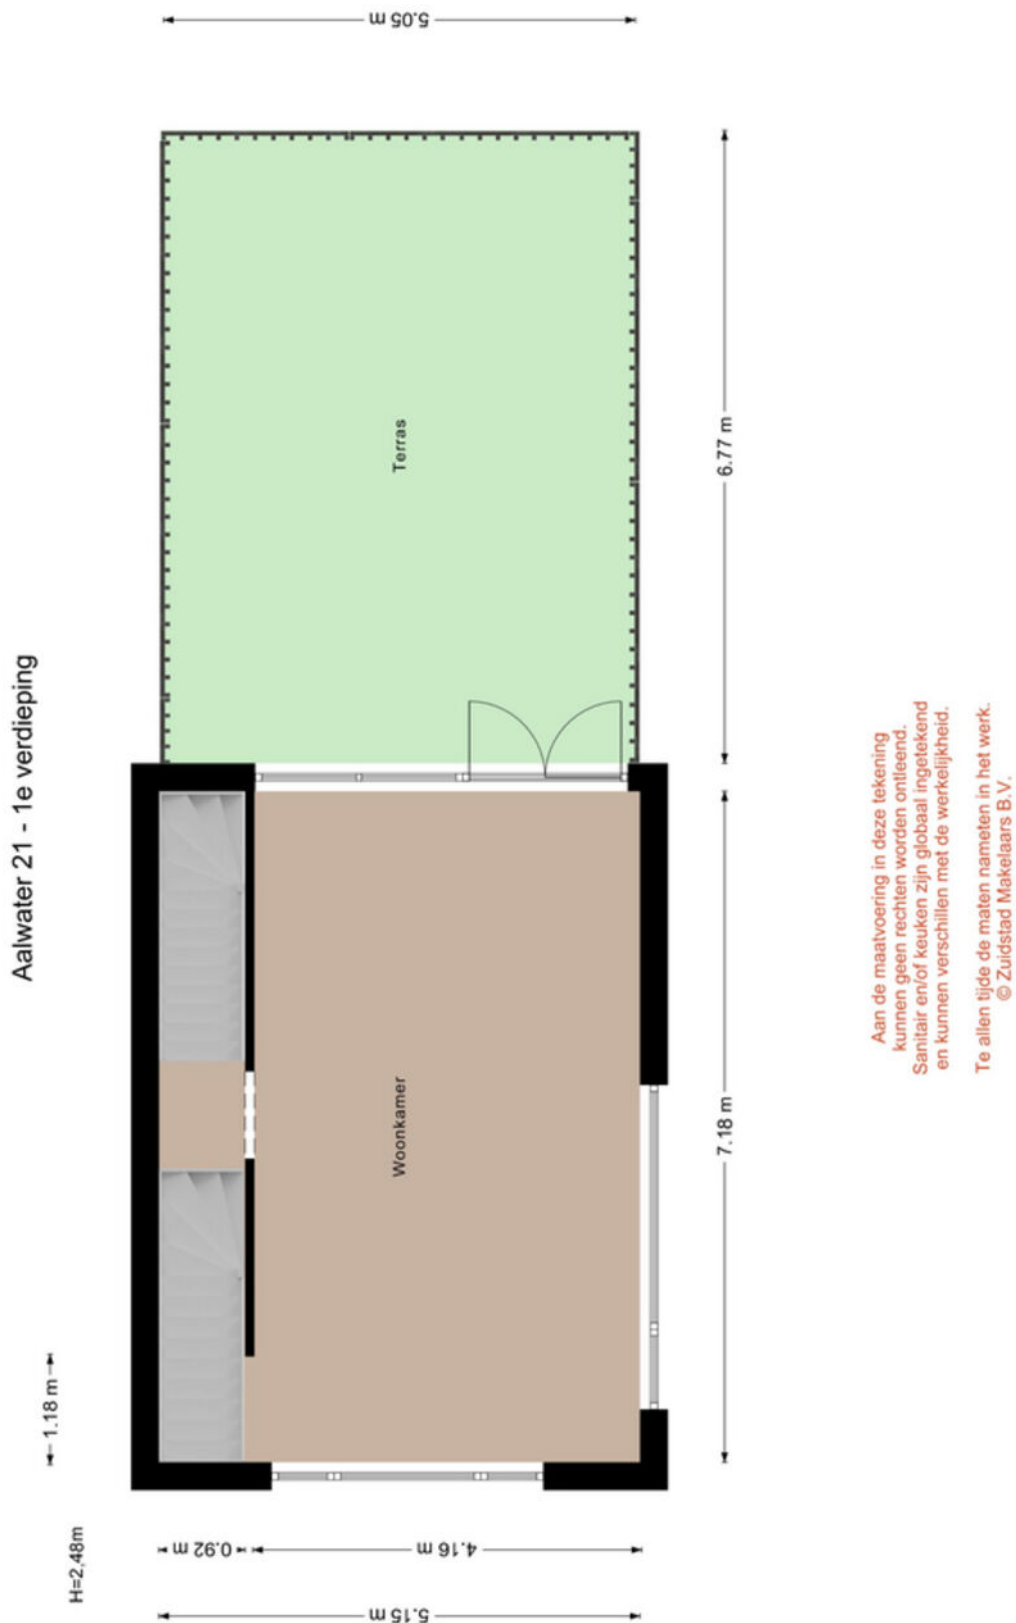 Aalwater 21 - 1e verdieping
5.05 m
Terras
6.77 m
Woonkamer
7.18 m
1.18 m
H=2,48m
0.92 m
4.16 m
5.15 m
Aan de maatvoering in deze tekening
kunnen geen rechten worden ontleend.
Sanitair en/of keuken zijn globaal ingetekend
en kunnen verschillen met de werkelijkheid.
Te allen tijde de maten nameten in het werk.
© Zuidstad Makelaars B.V.